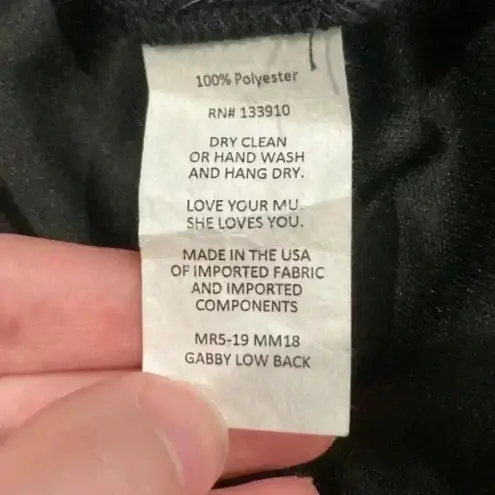 100% Polyester
RN# 133910
DRY CLEAN
OR HAND WASH
AND HANG DRY.
LOVE YOUR MU.
SHE LOVES YOU.
MADE IN THE USA
OF IMPORTED FABRIC
AND IMPORTED
COMPONENTS
MR5-19 MM18
GABBY LOW BACK